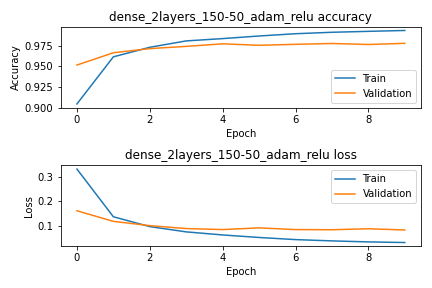 dense_2layers_150-50_adam_relu accuracy
Accuracy
0.975
0.950
0.925
0.900
Train
Validation
0 2 4 6 8
Epoch
dense_2layers_150-50_adam_relu loss
Loss
0.3
0.2
0.1
Train
Validation
0 2 4 6 8
Epoch